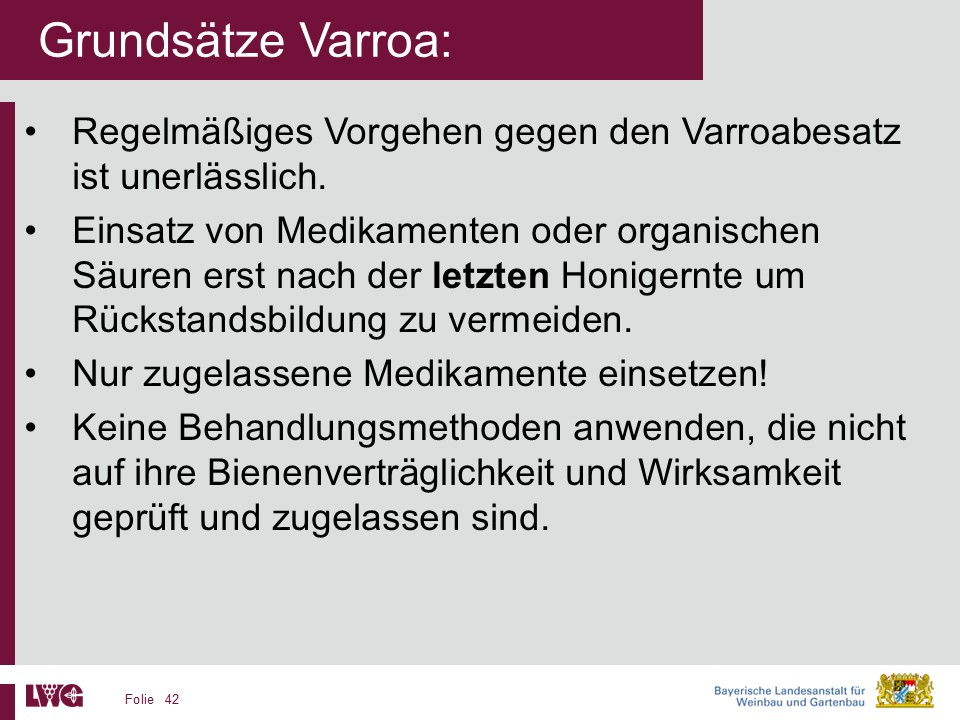 Grundsätze Varroa:
• Regelmäßiges Vorgehen gegen den Varroabesatz
ist unerlässlich.
• Einsatz von Medikamenten oder organischen
Säuren erst nach der letzten Honigernte um
Rückstandsbildung zu vermeiden.
• Nur zugelassene Medikamente einsetzen!
• Keine Behandlungsmethoden anwenden, die nicht
auf ihre Bienenverträglichkeit und Wirksamkeit
geprüft und zugelassen sind.
LWG
Folie 42
Bayerische Landesanstalt für
Weinbau und Gartenbau